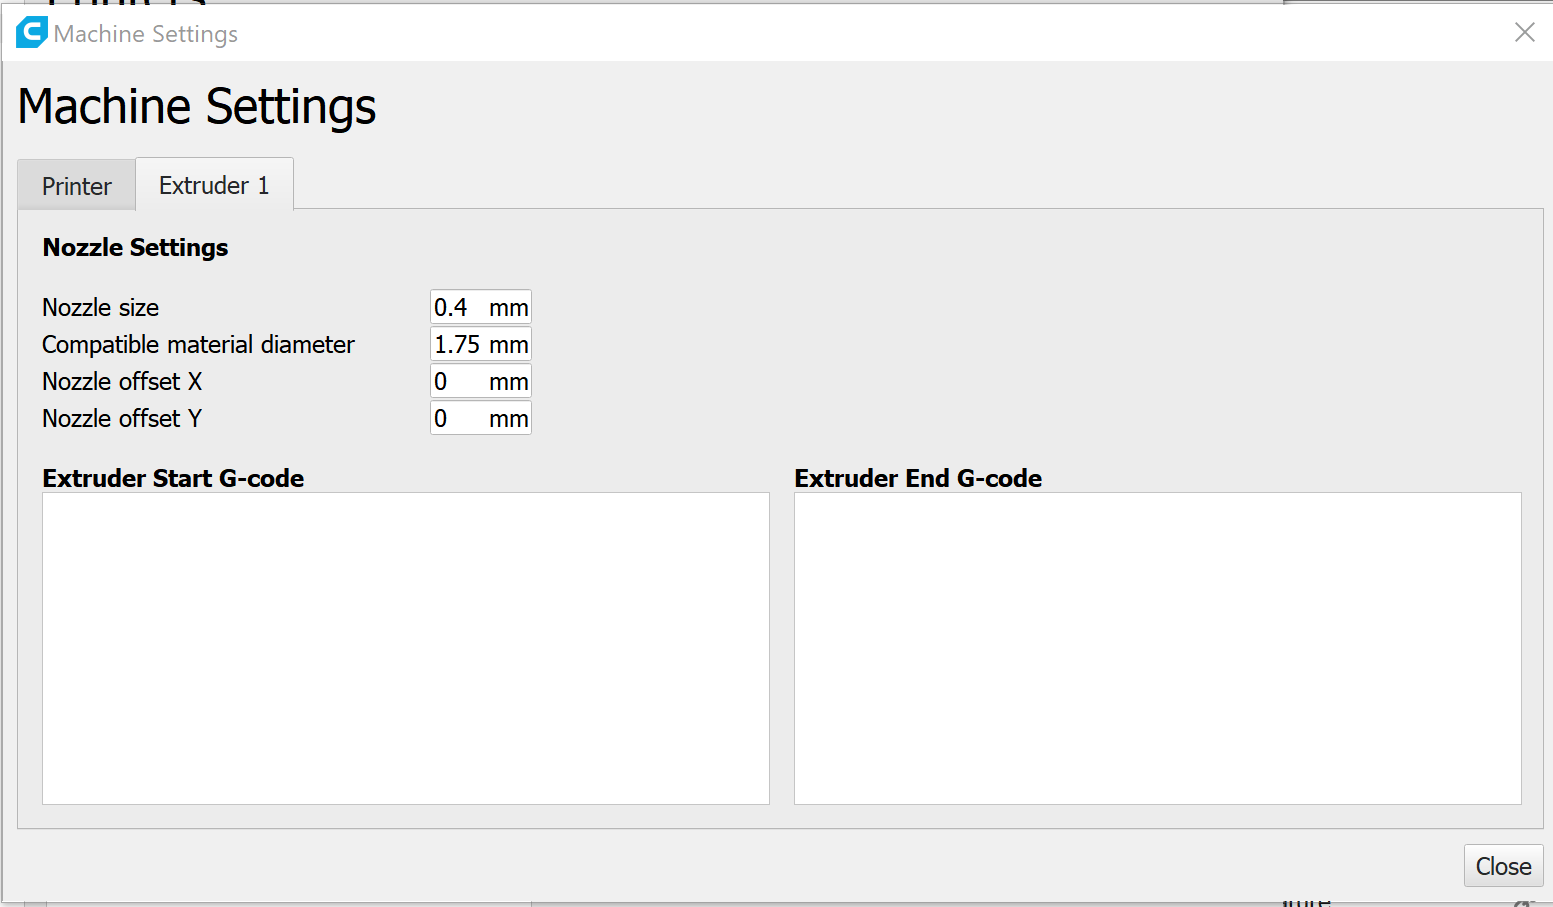 Machine Settings
Machine Settings
Printer Extruder 1
Nozzle Settings
Nozzle size 0.4 mm
Compatible material diameter 1.75 mm
Nozzle offset X 0 mm
Nozzle offset Y 0 mm
Extruder Start G-code Extruder End G-code
Close